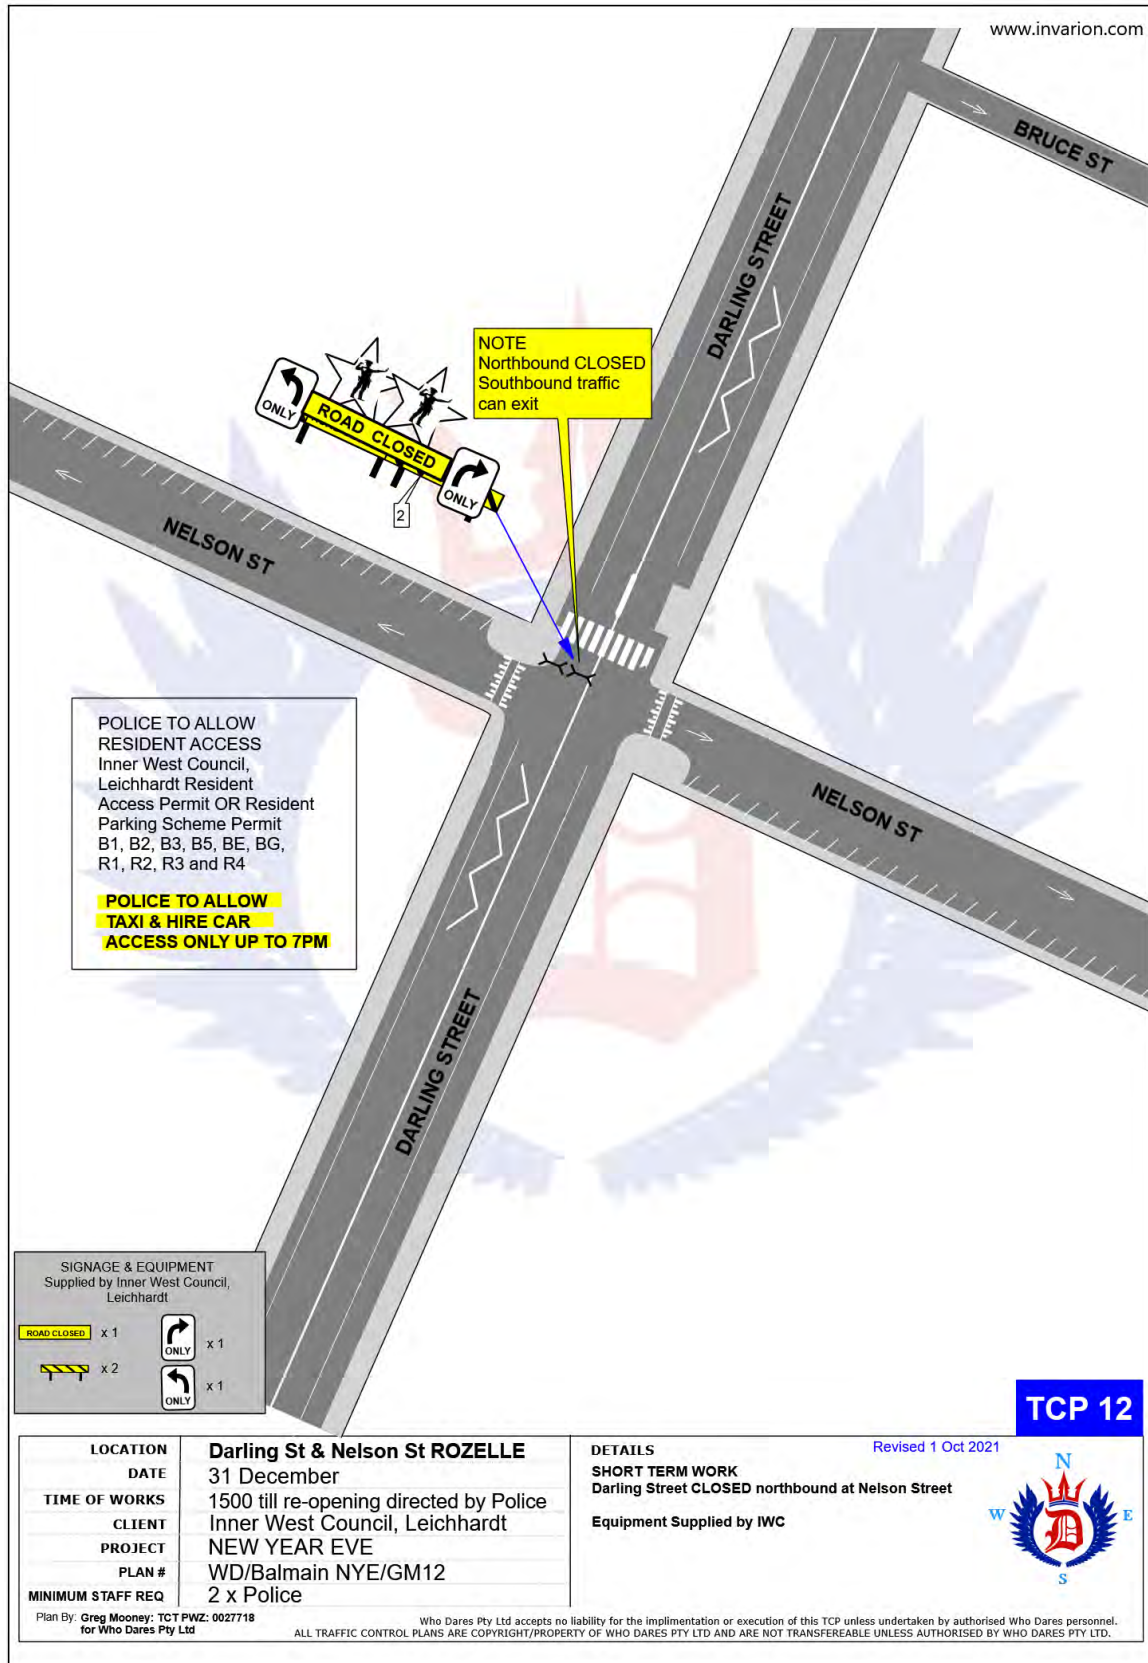 www.invarion.com
BRUCE ST
DARLING STREET
NOTE
Northbound CLOSED
Southbound traffic
can exit
ONLY
ROAD CLOSED
ONLY
2
NELSON ST
POLICE TO ALLOW
RESIDENT ACCESS
Inner West Council,
Leichhardt Resident
Access Permit OR Resident
Parking Scheme Permit
B1, B2, B3, B5, BE, BG,
R1, R2, R3 and R4
POLICE TO ALLOW
TAXI & HIRE CAR
ACCESS ONLY UP TO 7PM
NELSON ST
DARLING STREET
SIGNAGE & EQUIPMENT
Supplied by Inner West Council,
Leichhardt
ROAD CLOSED x 1
ONLY x 1
x 2
ONLY x 1
TCP 12
LOCATION Darling St & Nelson St ROZELLE
DATE 31 December
TIME OF WORKS 1500 till re-opening directed by Police
CLIENT Inner West Council, Leichhardt
PROJECT NEW YEAR EVE
PLAN # WD/Balmain NYE/GM12
MINIMUM STAFF REQ 2 x Police
DETAILS
Revised 1 Oct 2021
SHORT TERM WORK
Darling Street CLOSED northbound at Nelson Street
Equipment Supplied by IWC
N
W
E
D
S
Plan By: Greg Mooney: TCT PWZ: 0027718
for Who Dares Pty Ltd
Who Dares Pty Ltd accepts no liability for the implimentation or execution of this TCP unless undertaken by authorised Who Dares personnel.
ALL TRAFFIC CONTROL PLANS ARE COPYRIGHT/PROPERTY OF WHO DARES PTY LTD AND ARE NOT TRANSFEREABLE UNLESS AUTHORISED BY WHO DARES PTY LTD.